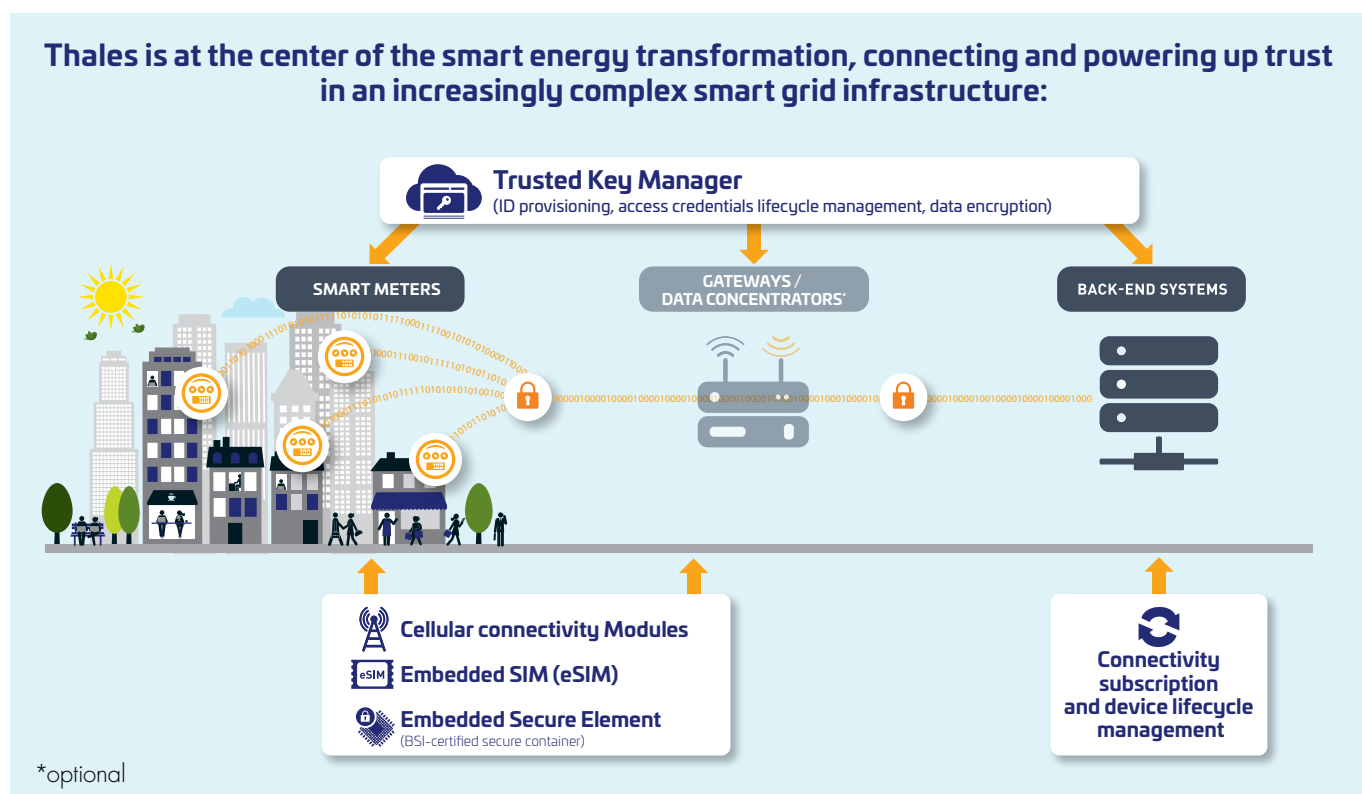 Thales is at the center of the smart energy transformation, connecting and powering up trust
in an increasingly complex smart grid infrastructure:
Trusted Key Manager
(ID provisioning, access credentials lifecycle management, data encryption)
SMART METERS
GATEWAYS /
DATA CONCENTRATORS*
BACK-END SYSTEMS
Cellular connectivity Modules
eSIM
Embedded SIM (eSIM)
Embedded Secure Element
(BSI-certified secure container)
Connectivity
subscription
and device lifecycle
management
*optional